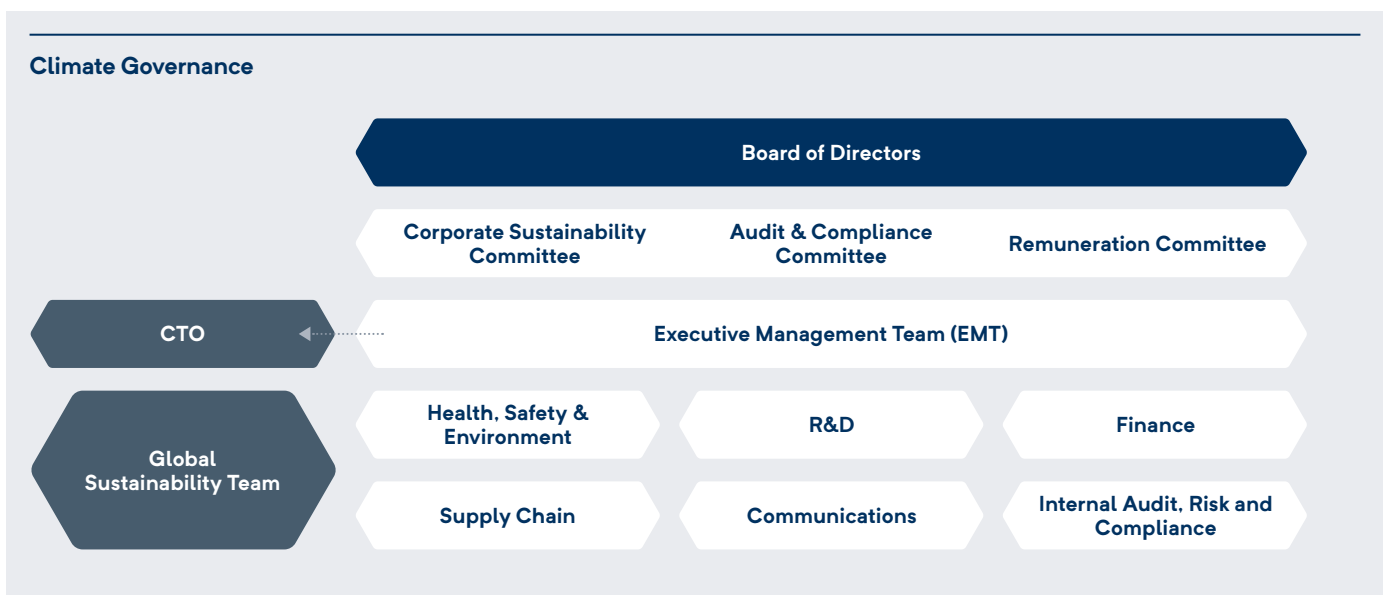 Climate Governance
Board of Directors
Corporate Sustainability
Committee
Audit & Compliance
Committee
Remuneration Committee
CTO
Executive Management Team (EMT)
Global
Sustainability Team
Health, Safety &
Environment
R&D
Finance
Supply Chain
Communications
Internal Audit, Risk and
Compliance